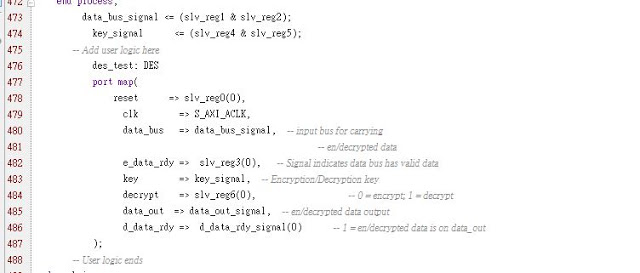 472 end process;
473 data_bus_signal <= (slv_reg1 & slv_reg2);
474 key_signal <= (slv_reg4 & slv_reg5);
475 -- Add user logic here
476 des_test: DES
477 port map(
478 reset => slv_reg0(0),
479 clk => S_AXI_ACLK,
480 data_bus => data_bus_signal, -- input bus for carrying
481 -- en/decrypted data
482 e_data_rdy => slv_reg3(0), -- Signal indicates data bus has valid data
483 key => key_signal, -- Encryption/Decryption key
484 decrypt => slv_reg6(0), -- 0 = encrypt; 1 = decrypt
485 data_out => data_out_signal, -- en/decrypted data output
486 d_data_rdy => d_data_rdy_signal(0) -- 1 = en/decrypted data is on data_out
487 );
488 -- User logic ends